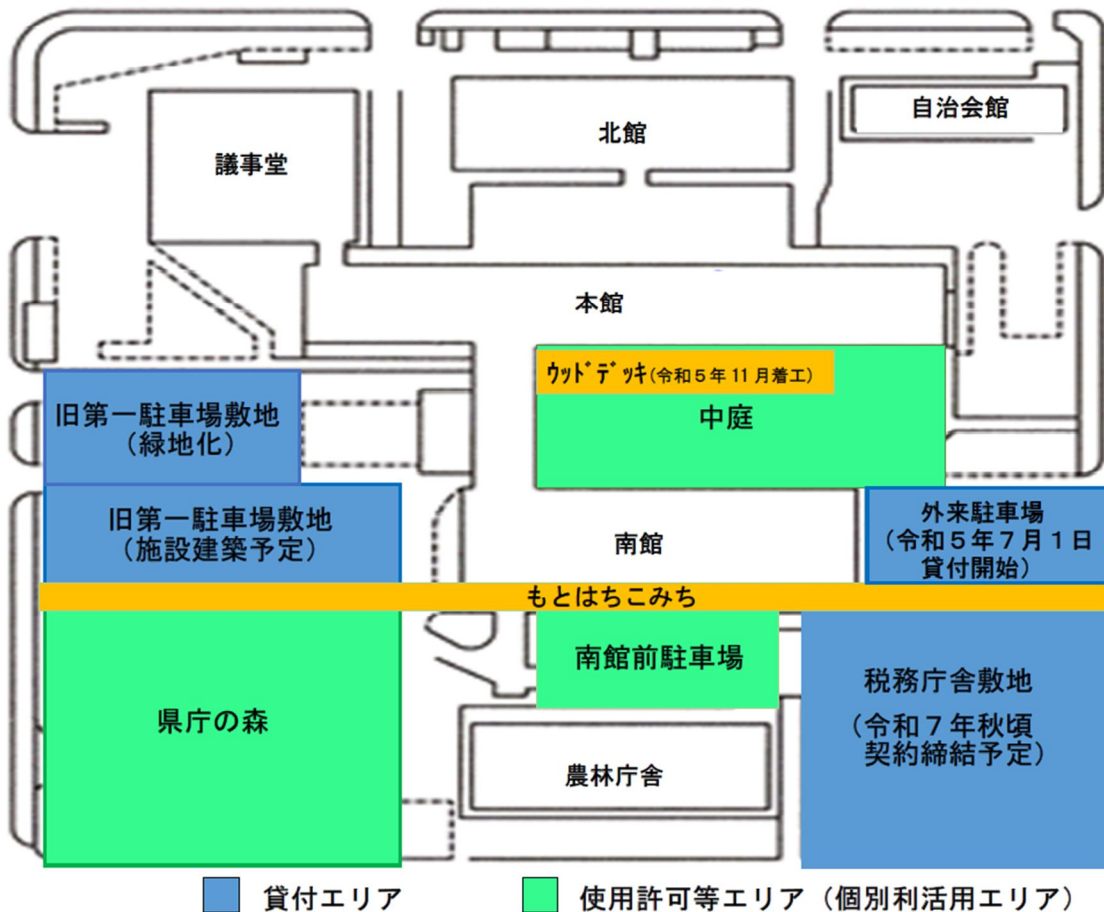 自治会館
北館
議事堂
本館
ウッドデッキ(令和5年11月着工)
中庭
旧第一駐車場敷地
（緑地化）
旧第一駐車場敷地
（施設建築予定）
南館
外来駐車場
（令和５年７月１日
貸付開始）
もとはちこみち
南館前駐車場
税務庁舎敷地
（令和７年秋頃
契約締結予定）
県庁の森
農林庁舎
貸付エリア
使用許可等エリア（個別利活用エリア）